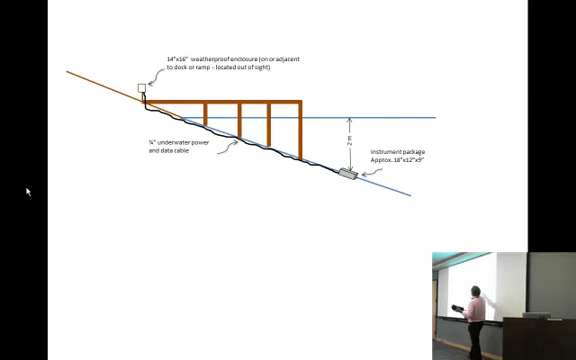 14"x16" weatherproof enclosure (on or adjacent
to dock or ramp - located out of sight)
¾" underwater power
and data cable
2 m
Instrument package
Approx. 18"x12"x9"